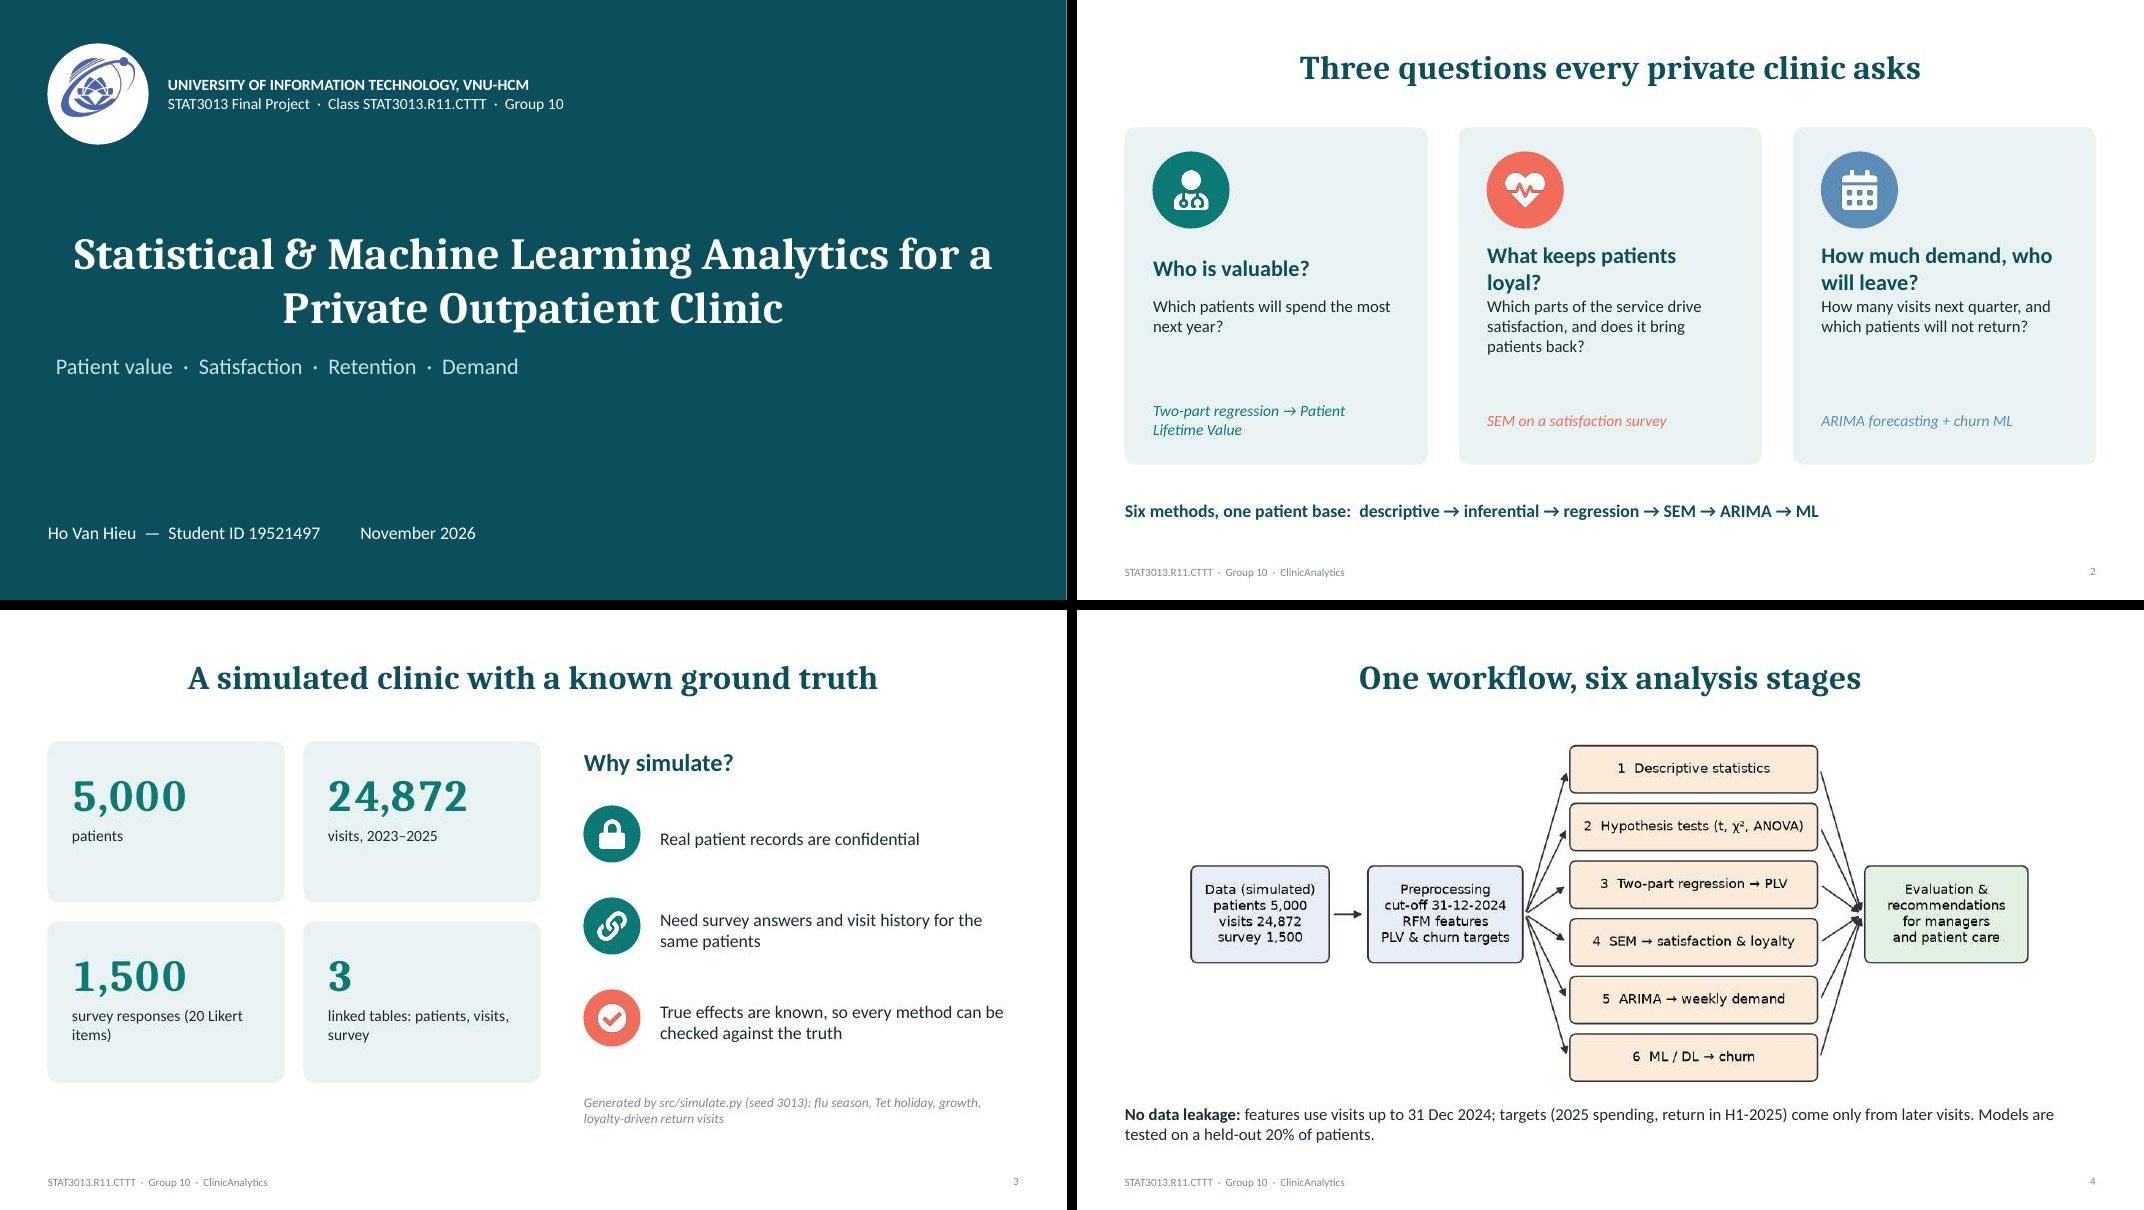 UNIVERSITY OF INFORMATION TECHNOLOGY, VNU-HCM
STAT3013 Final Project · Class STAT3013.R11.CTTT · Group 10
Statistical & Machine Learning Analytics for a
Private Outpatient Clinic
Patient value · Satisfaction · Retention · Demand
Ho Van Hieu — Student ID 19521497 November 2026
Three questions every private clinic asks
Who is valuable?
Which patients will spend the most
next year?
Two-part regression → Patient
Lifetime Value
What keeps patients
loyal?
Which parts of the service drive
satisfaction, and does it bring
patients back?
SEM on a satisfaction survey
How much demand, who
will leave?
How many visits next quarter, and
which patients will not return?
ARIMA forecasting + churn ML
Six methods, one patient base: descriptive → inferential → regression → SEM → ARIMA → ML
STAT3013.R11.CTTT · Group 10 · ClinicAnalytics
2
A simulated clinic with a known ground truth
5,000
patients
24,872
visits, 2023–2025
1,500
survey responses (20 Likert
items)
3
linked tables: patients, visits,
survey
Why simulate?
Real patient records are confidential
Need survey answers and visit history for the
same patients
True effects are known, so every method can be
checked against the truth
Generated by src/simulate.py (seed 3013): flu season, Tet holiday, growth,
loyalty-driven return visits
STAT3013.R11.CTTT · Group 10 · ClinicAnalytics
3
One workflow, six analysis stages
Data (simulated)
patients 5,000
visits 24,872
survey 1,500
Preprocessing
cut-off 31-12-2024
RFM features
PLV & churn targets
1 Descriptive statistics
2 Hypothesis tests (t, χ², ANOVA)
3 Two-part regression → PLV
4 SEM → satisfaction & loyalty
5 ARIMA → weekly demand
6 ML / DL → churn
Evaluation &
recommendations
for managers
and patient care
No data leakage: features use visits up to 31 Dec 2024; targets (2025 spending, return in H1-2025) come only from later visits. Models are
tested on a held-out 20% of patients.
STAT3013.R11.CTTT · Group 10 · ClinicAnalytics
4